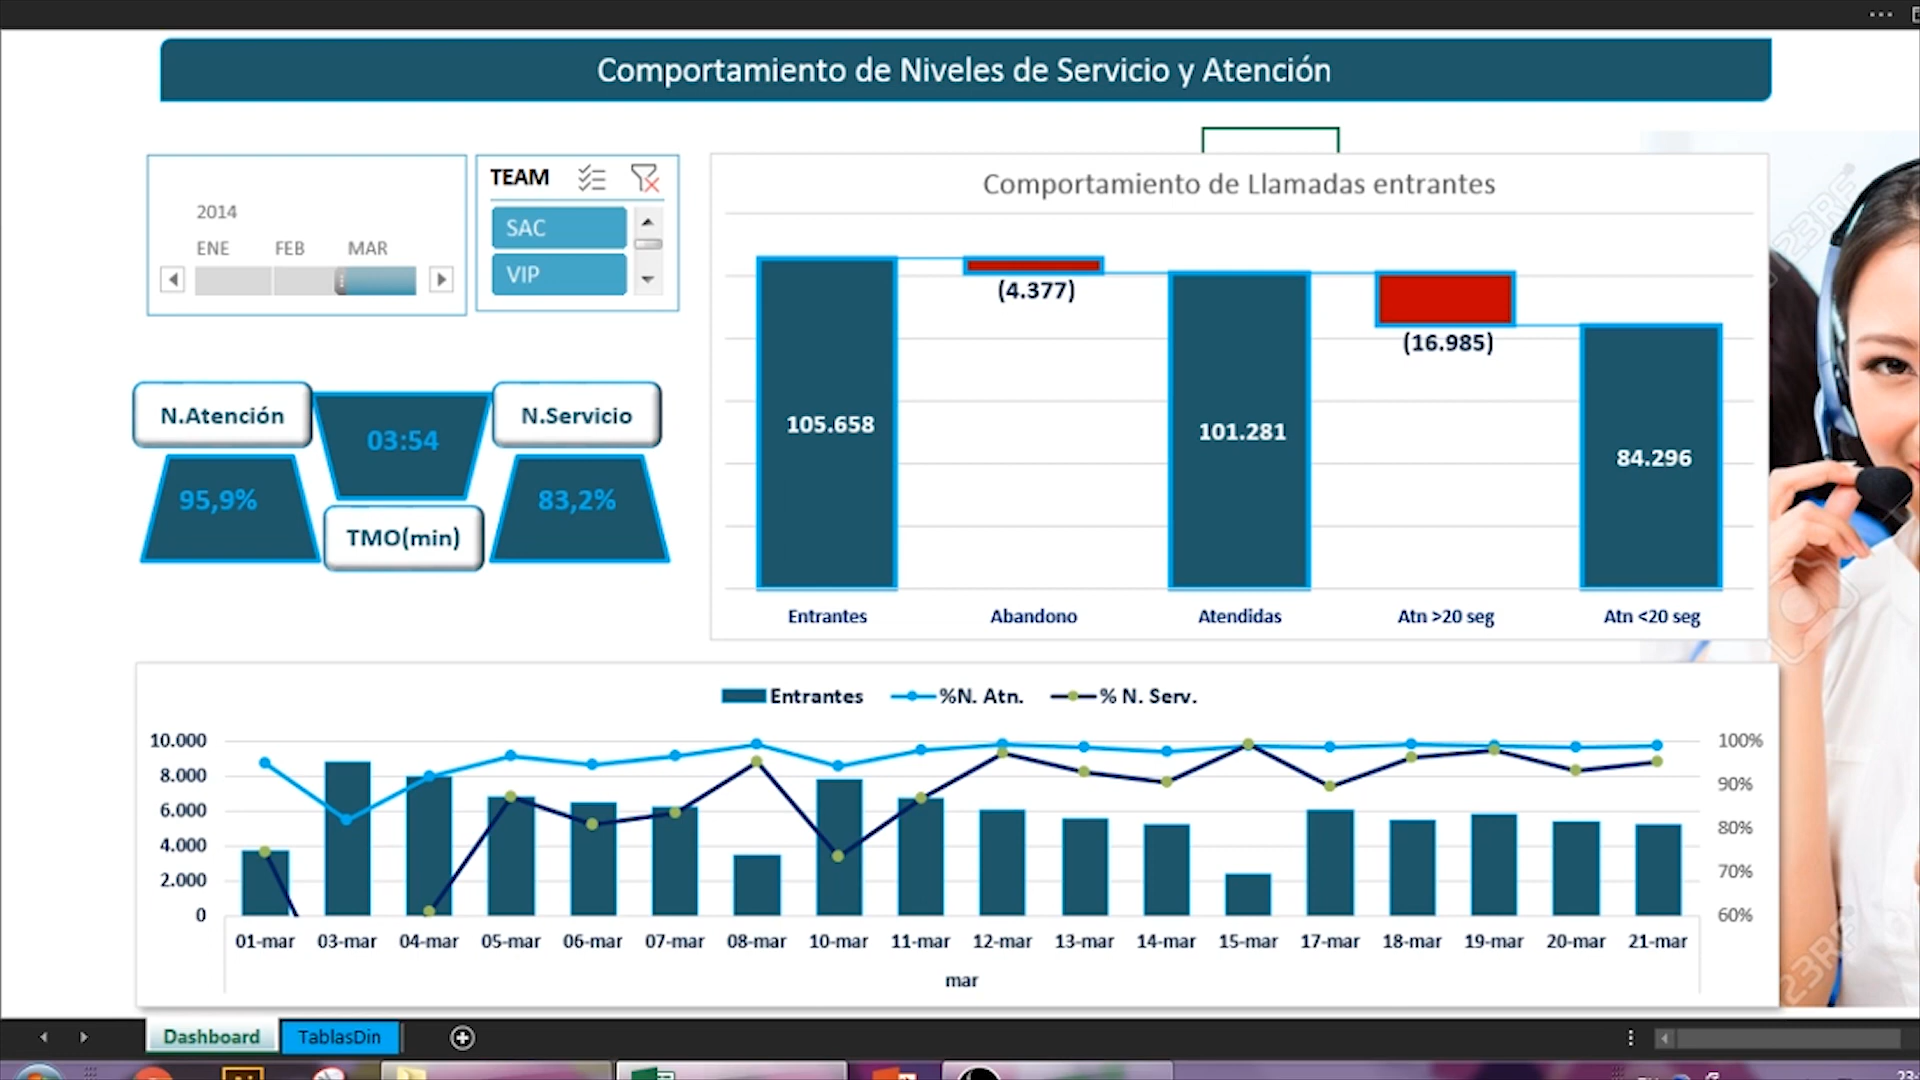 Comportamiento de Niveles de Servicio y Atención
2014
ENE FEB MAR
TEAM
SAC
VIP
N.Atención
03:54
N.Servicio
95,9%
83,2%
TMO(min)
Comportamiento de Llamadas entrantes
(4.377)
(16.985)
105.658
101.281
84.296
Entrantes Abandono Atendidas Atn >20 seg Atn <20 seg
Entrantes %N. Atn. % N. Serv.
10.000 100%
8.000 90%
6.000 80%
4.000 70%
2.000 60%
0
01-mar 03-mar 04-mar 05-mar 06-mar 07-mar 08-mar 10-mar 11-mar 12-mar 13-mar 14-mar 15-mar 17-mar 18-mar 19-mar 20-mar 21-mar
mar
123RF
123RF
Dashboard TablasDin